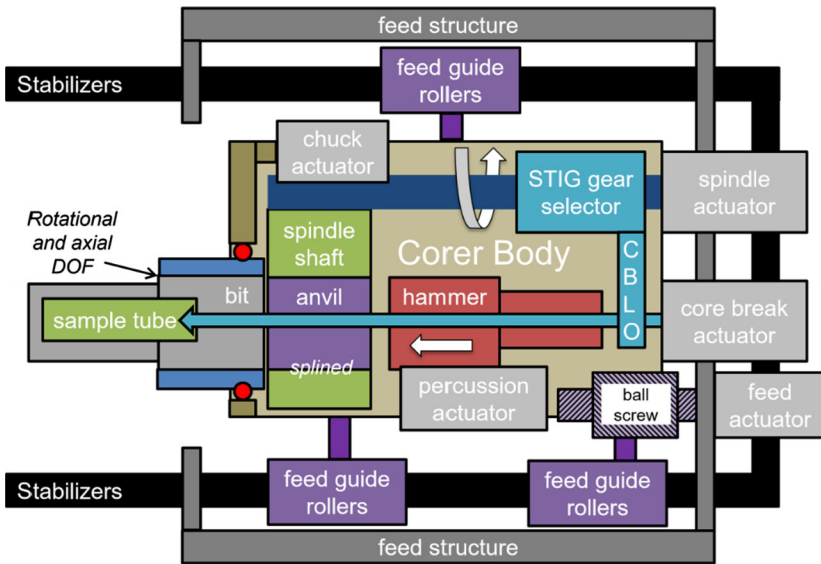 feed structure
Stabilizers
feed guide
rollers
chuck
actuator
STIG gear
selector
spindle
actuator
Rotational
and axial
DOF
spindle
shaft
Corer Body
C
B
L
O
bit
anvil
hammer
sample tube
core break
actuator
splined
percussion
actuator
ball
screw
feed
actuator
Stabilizers
feed guide
rollers
feed guide
rollers
feed structure